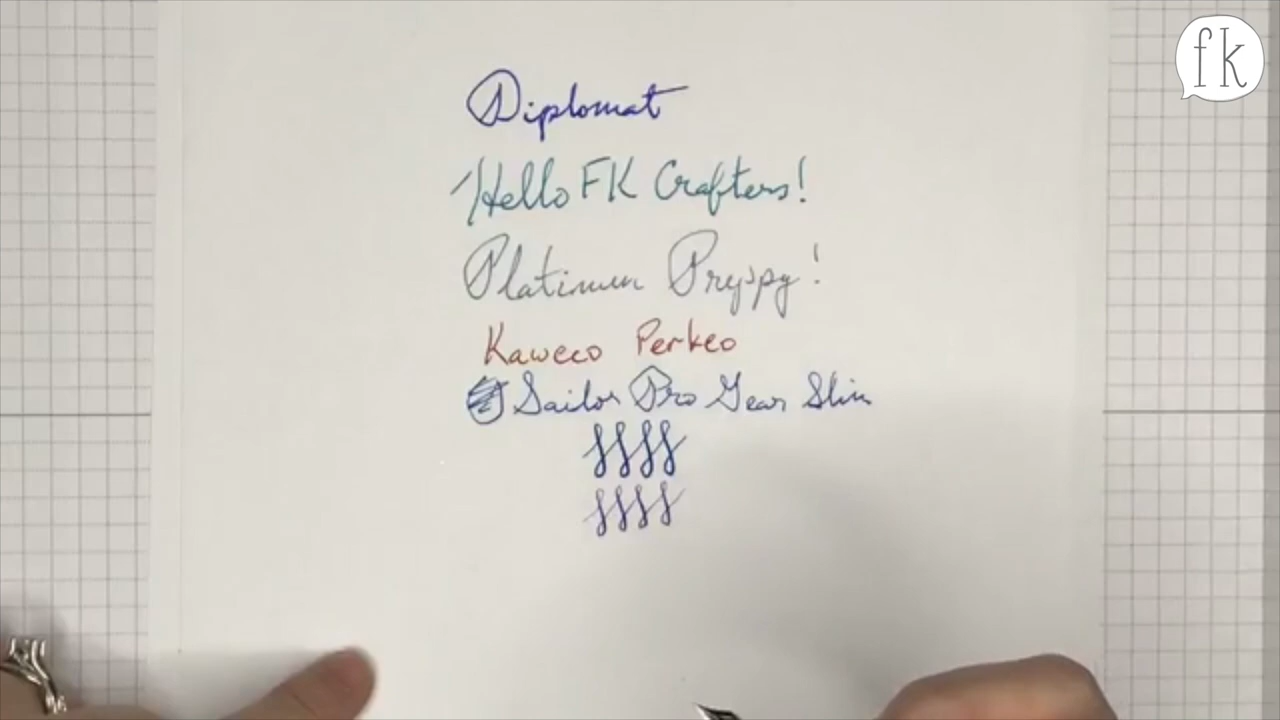 fk
Diplomat
Hello FK Crafters!
Platinum Preppy!
Kaweco Perkeo
Sailor Pro Gear Slim